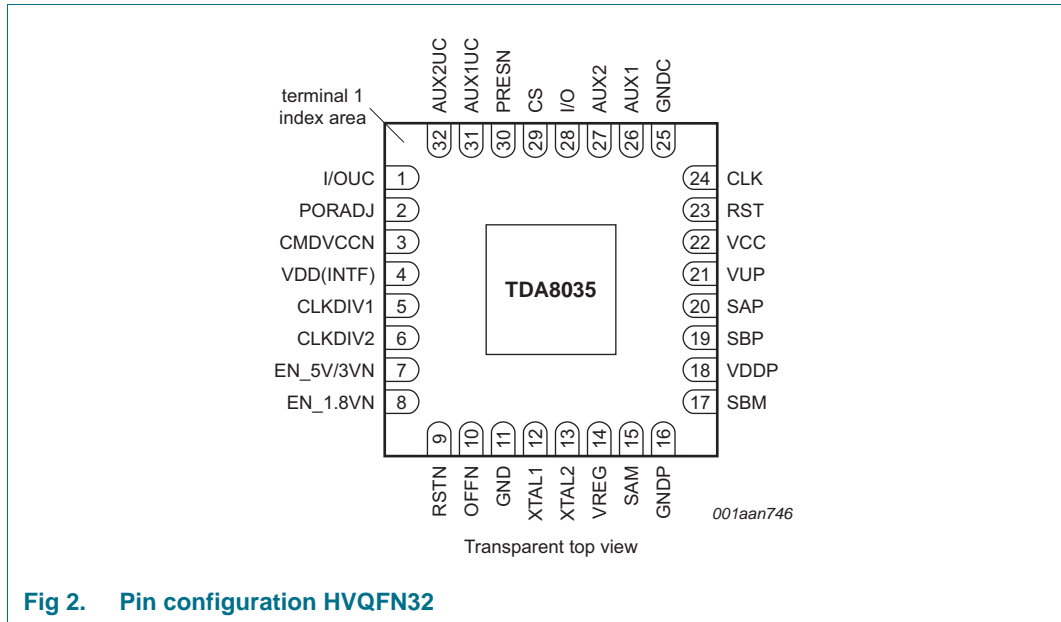 AUX2UC
AUX1UC
PRESN
CS
I/O
AUX2
AUX1
GNDC
terminal 1
index area
32
31
30
29
28
27
26
25
I/OUC 1
PORADJ 2
CMDVCCN 3
VDD(INTF) 4
CLKDIV1 5
CLKDIV2 6
EN_5V/3VN 7
EN_1.8VN 8
TDA8035
24 CLK
23 RST
22 VCC
21 VUP
20 SAP
19 SBP
18 VDDP
17 SBM
9
10
11
12
13
14
15
16
RSTN
OFFN
GND
XTAL1
XTAL2
VREG
SAM
GNDP
001aan746
Transparent top view
Fig 2. Pin configuration HVQFN32